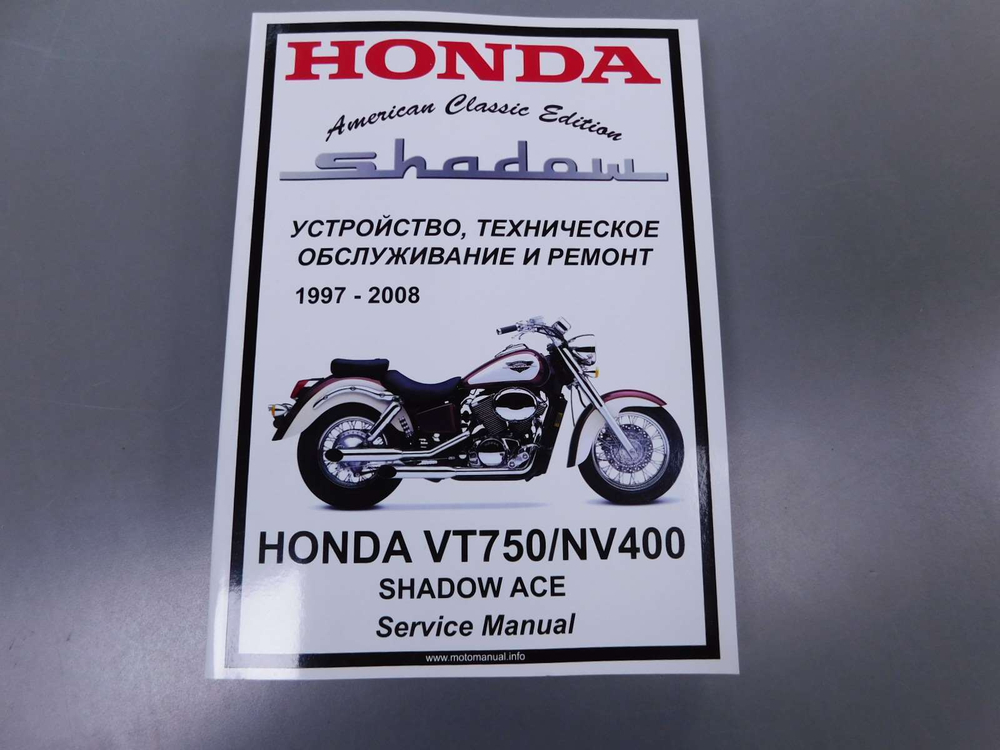 HONDA
American Classic Edition
Shadow
УСТРОЙСТВО, ТЕХНИЧЕСКОЕ
ОБСЛУЖИВАНИЕ И РЕМОНТ
1997 - 2008
HONDA VT750/NV400
SHADOW ACE
Service Manual
www.motomanual.info